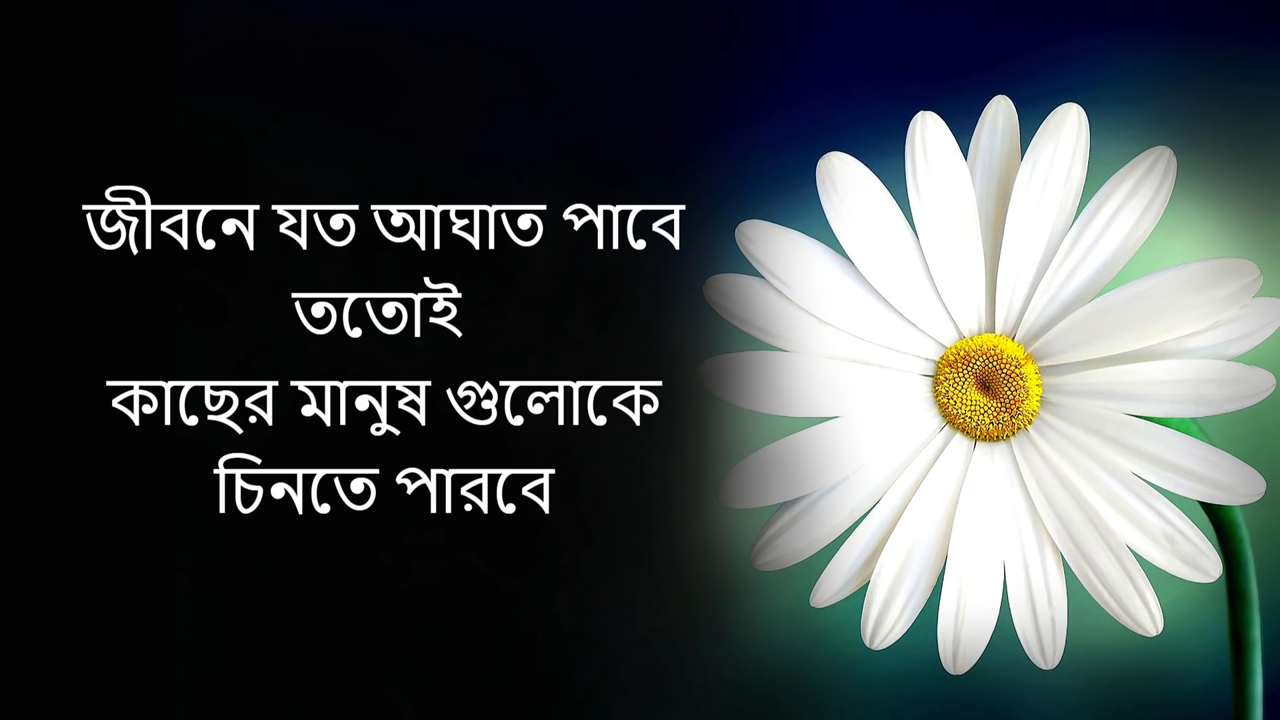 জীবনে যত আঘাত পাবে
ততোই
কাছের মানুষ গুলোকে
চিনতে পারবে